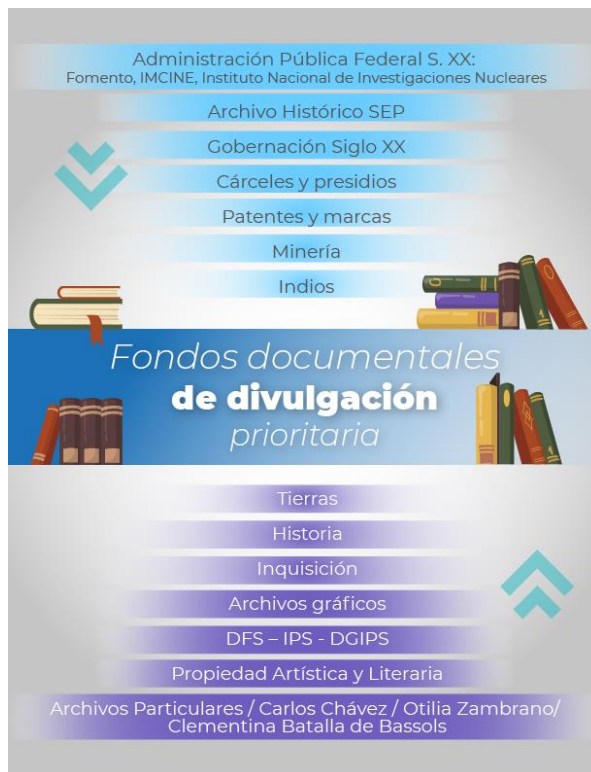 Administración Pública Federal S. XX:
Fomento, IMCINE, Instituto Nacional de Investigaciones Nucleares
Archivo Histórico SEP
Gobernación Siglo XX
Cárceles y presidios
Patentes y marcas
Minería
Indios
Fondos documentales
de divulgación
prioritaria
Tierras
Historia
Inquisición
Archivos gráficos
DFS – IPS - DGIPS
Propiedad Artística y Literaria
Archivos Particulares / Carlos Chávez / Otilia Zambrano/
Clementina Batalla de Bassols